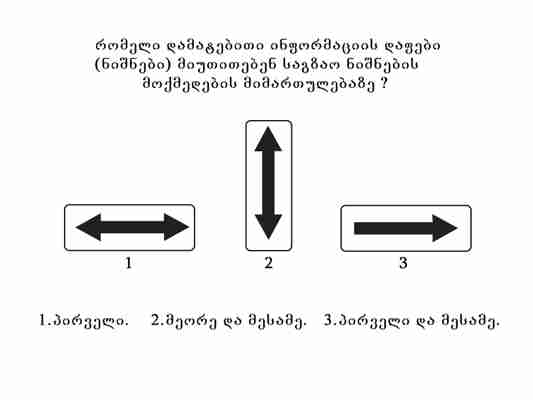 რომელი დამატებითი ინფორმაციის დაფები
(ნიშნები) მიუთითებენ საგზაო ნიშნების
მოქმედების მიმართულებაზე ?
1
2
3
1.პირველი. 2.მეორე და მესამე. 3.პირველი და მესამე.